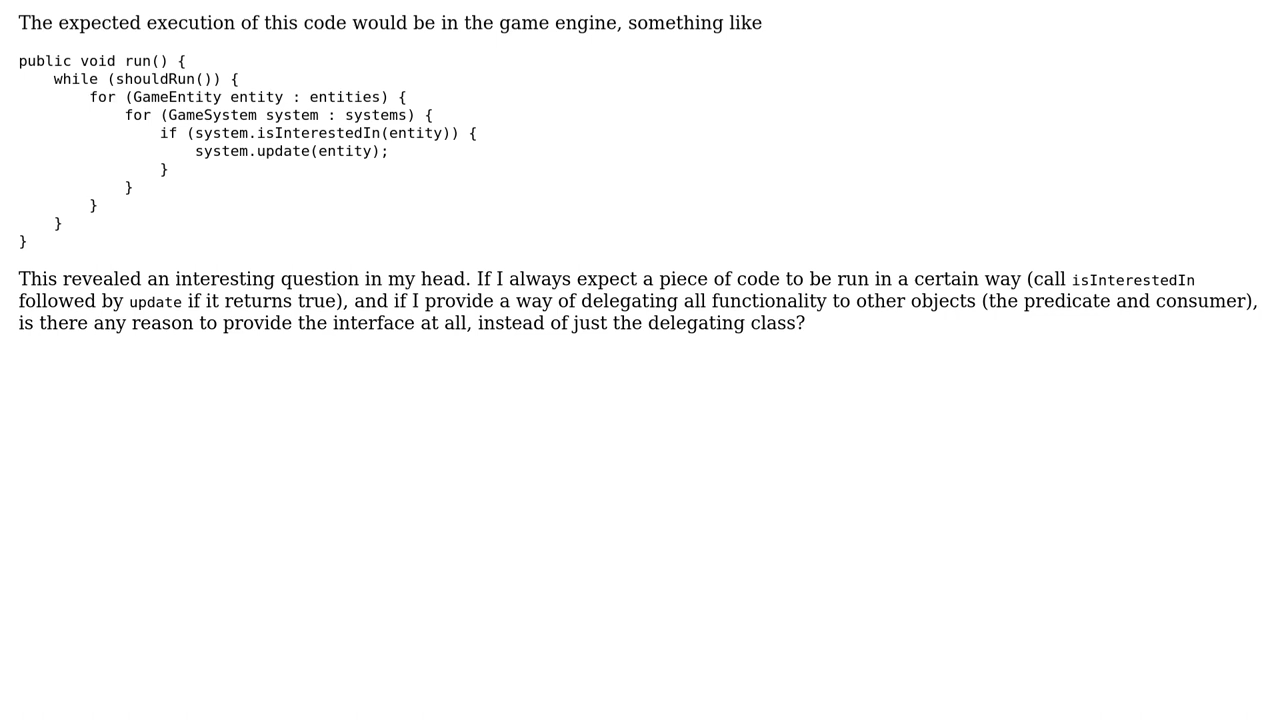 The expected execution of this code would be in the game engine, something like
public void run() {
    while (shouldRun()) {
        for (GameEntity entity : entities) {
            for (GameSystem system : systems) {
                if (system.isInterestedIn(entity)) {
                    system.update(entity);
                }
            }
        }
    }
}
This revealed an interesting question in my head. If I always expect a piece of code to be run in a certain way (call isInterestedIn
followed by update if it returns true), and if I provide a way of delegating all functionality to other objects (the predicate and consumer),
is there any reason to provide the interface at all, instead of just the delegating class?